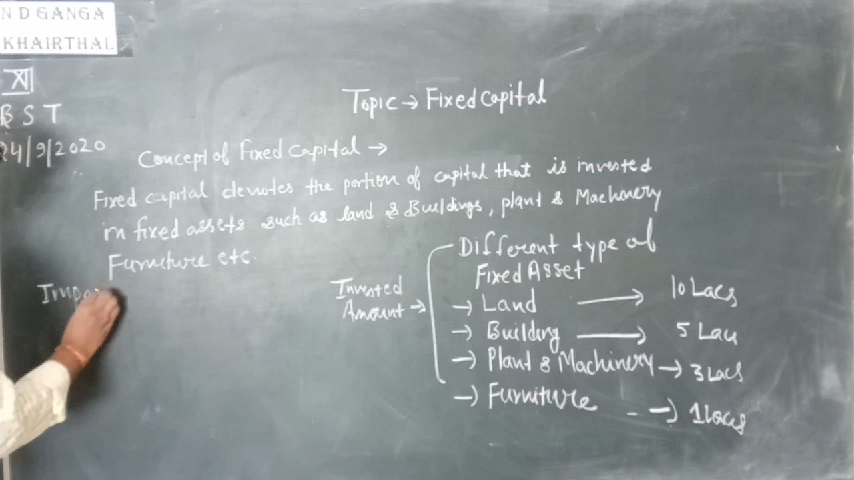 N D GANGA
KHAIRTHAL
XI
B S T
24/9/2020
Topic → Fixed Capital
Concept of Fixed Capital →
Fixed capital denotes the portion of capital that is invested
in fixed assets such as land & Buildings, plant & Machinery
Furniture etc.
Impo
Invested
Amount →
Different type of
Fixed Asset
→ Land → 10 Lacs
→ Building → 5 Lacs
→ Plant & Machinery → 3 Lacs
→ Furniture - → 1 Lacs